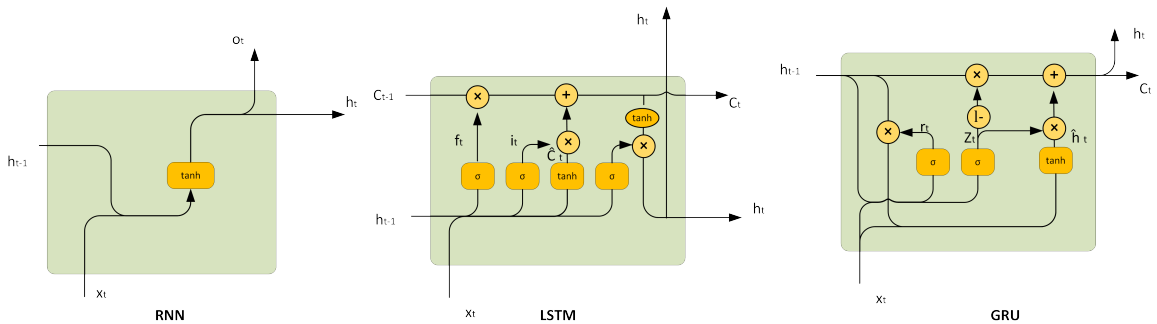 oₜ
hₜ
hₜ₋₁
tanh
xₜ
RNN
hₜ
Cₜ₋₁
×
+
Cₜ
tanh
fₜ
iₜ
Ĉₜ
×
×
σ
σ
tanh
σ
hₜ₋₁
hₜ
xₜ
LSTM
hₜ
hₜ₋₁
×
+
Cₜ
1-
×
rₜ
Zₜ
×
ĥₜ
σ
σ
tanh
xₜ
GRU